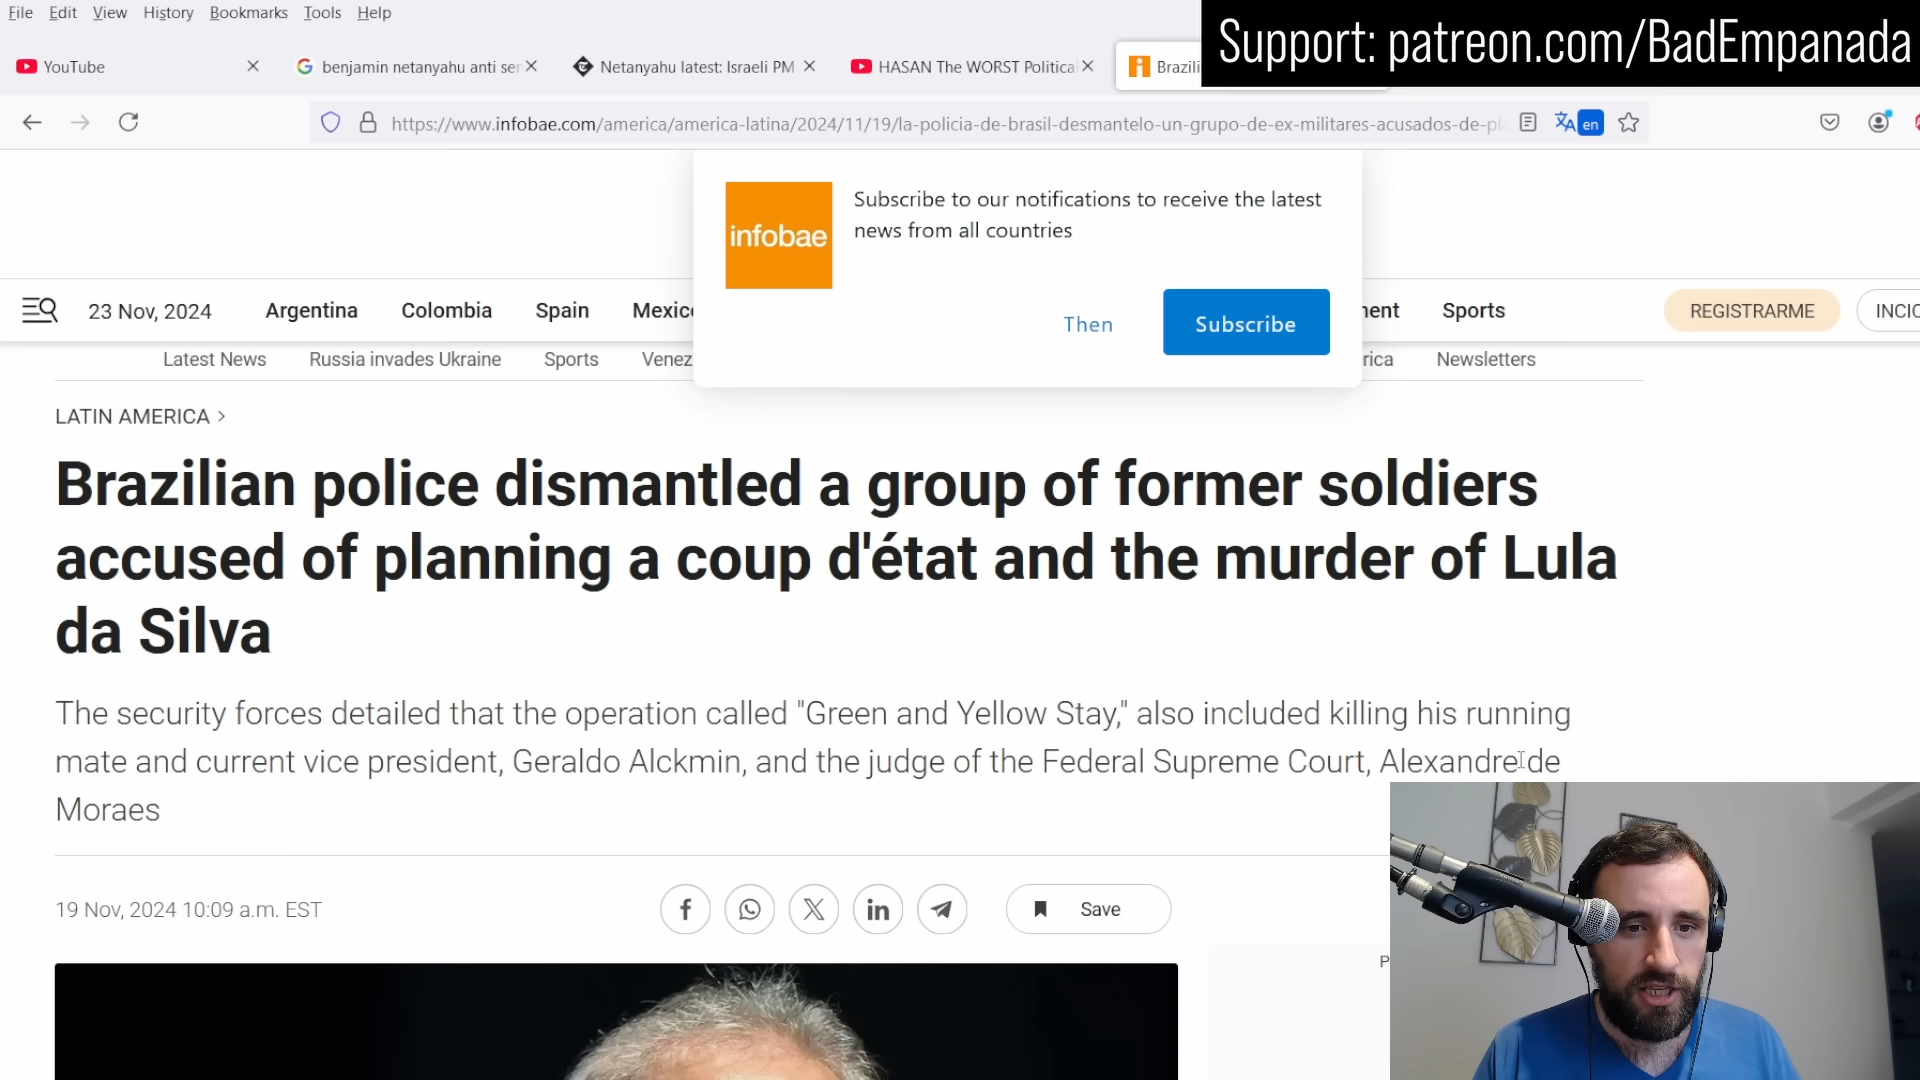 File Edit View History Bookmarks Tools Help
Support: patreon.com/BadEmpanada
YouTube
benjamin netanyahu anti ser
Netanyahu latest: Israeli PM
HASAN The WORST Political
Brazili
https://www.infobae.com/america/america-latina/2024/11/19/la-policia-de-brasil-desmantelo-un-grupo-de-ex-militares-acusados-de-pl
en
infobae
Subscribe to our notifications to receive the latest
news from all countries
Then
Subscribe
23 Nov, 2024 Argentina Colombia Spain Mexic Sports REGISTRARME INCIC
Latest News Russia invades Ukraine Sports Venez rica Newsletters
LATIN AMERICA >
Brazilian police dismantled a group of former soldiers
accused of planning a coup d'état and the murder of Lula
da Silva
The security forces detailed that the operation called "Green and Yellow Stay," also included killing his running
mate and current vice president, Geraldo Alckmin, and the judge of the Federal Supreme Court, Alexandre de
Moraes
19 Nov, 2024 10:09 a.m. EST
Save
P